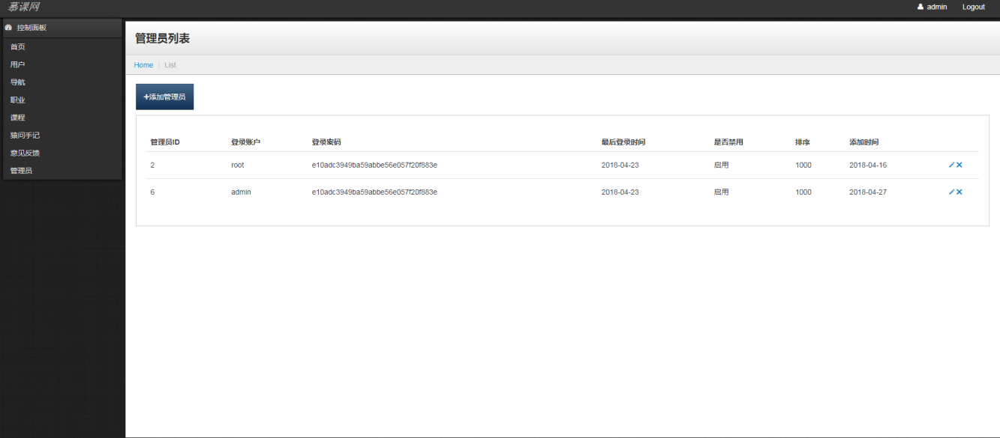 慕课网
admin Logout
控制面板
首页
用户
导航
职业
课程
猿问手记
意见反馈
管理员
管理员列表
Home / List
+添加管理员
管理员ID 登录账户 登录密码 最后登录时间 是否禁用 排序 添加时间
2 root e10adc3949ba59abbe56e057f20f883e 2018-04-23 启用 1000 2018-04-16
6 admin e10adc3949ba59abbe56e057f20f883e 2018-04-23 启用 1000 2018-04-27